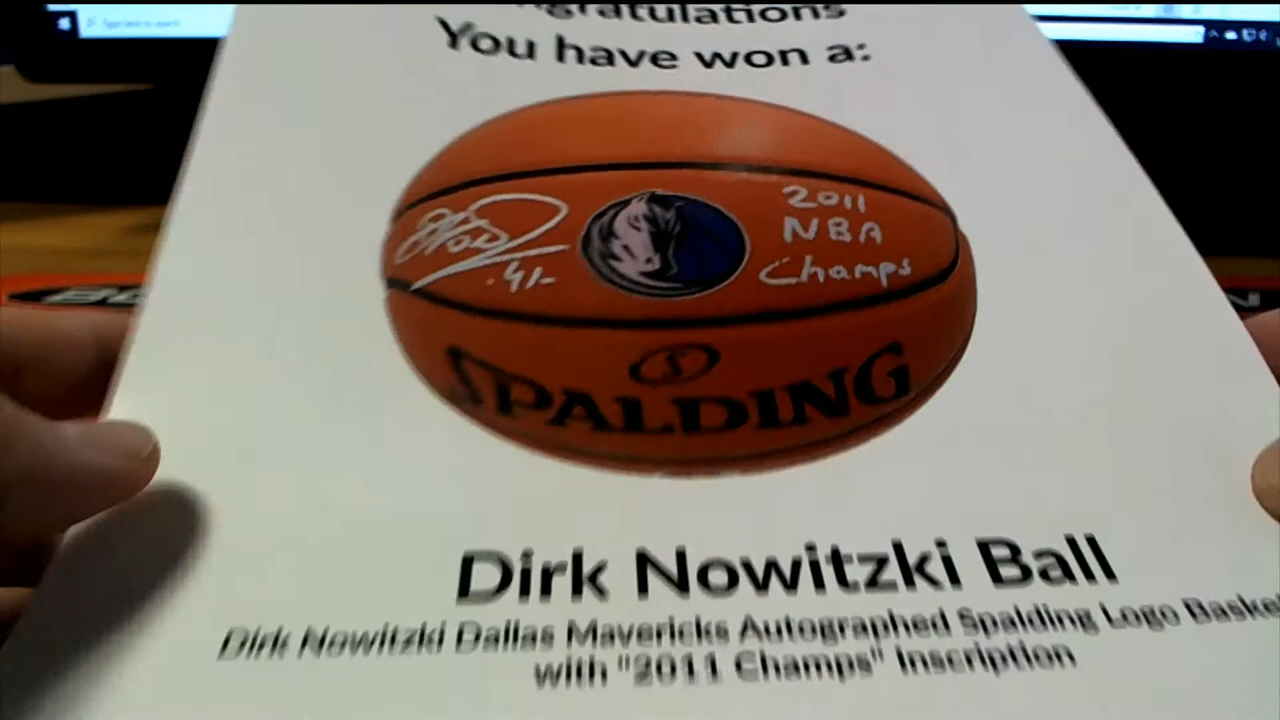 You have won a:
2011
NBA
Champs
.41.
SPALDING
Dirk Nowitzki Ball
Dirk Nowitzki Dallas Mavericks Autographed Spalding Logo
with "2011 Champs" Inscription